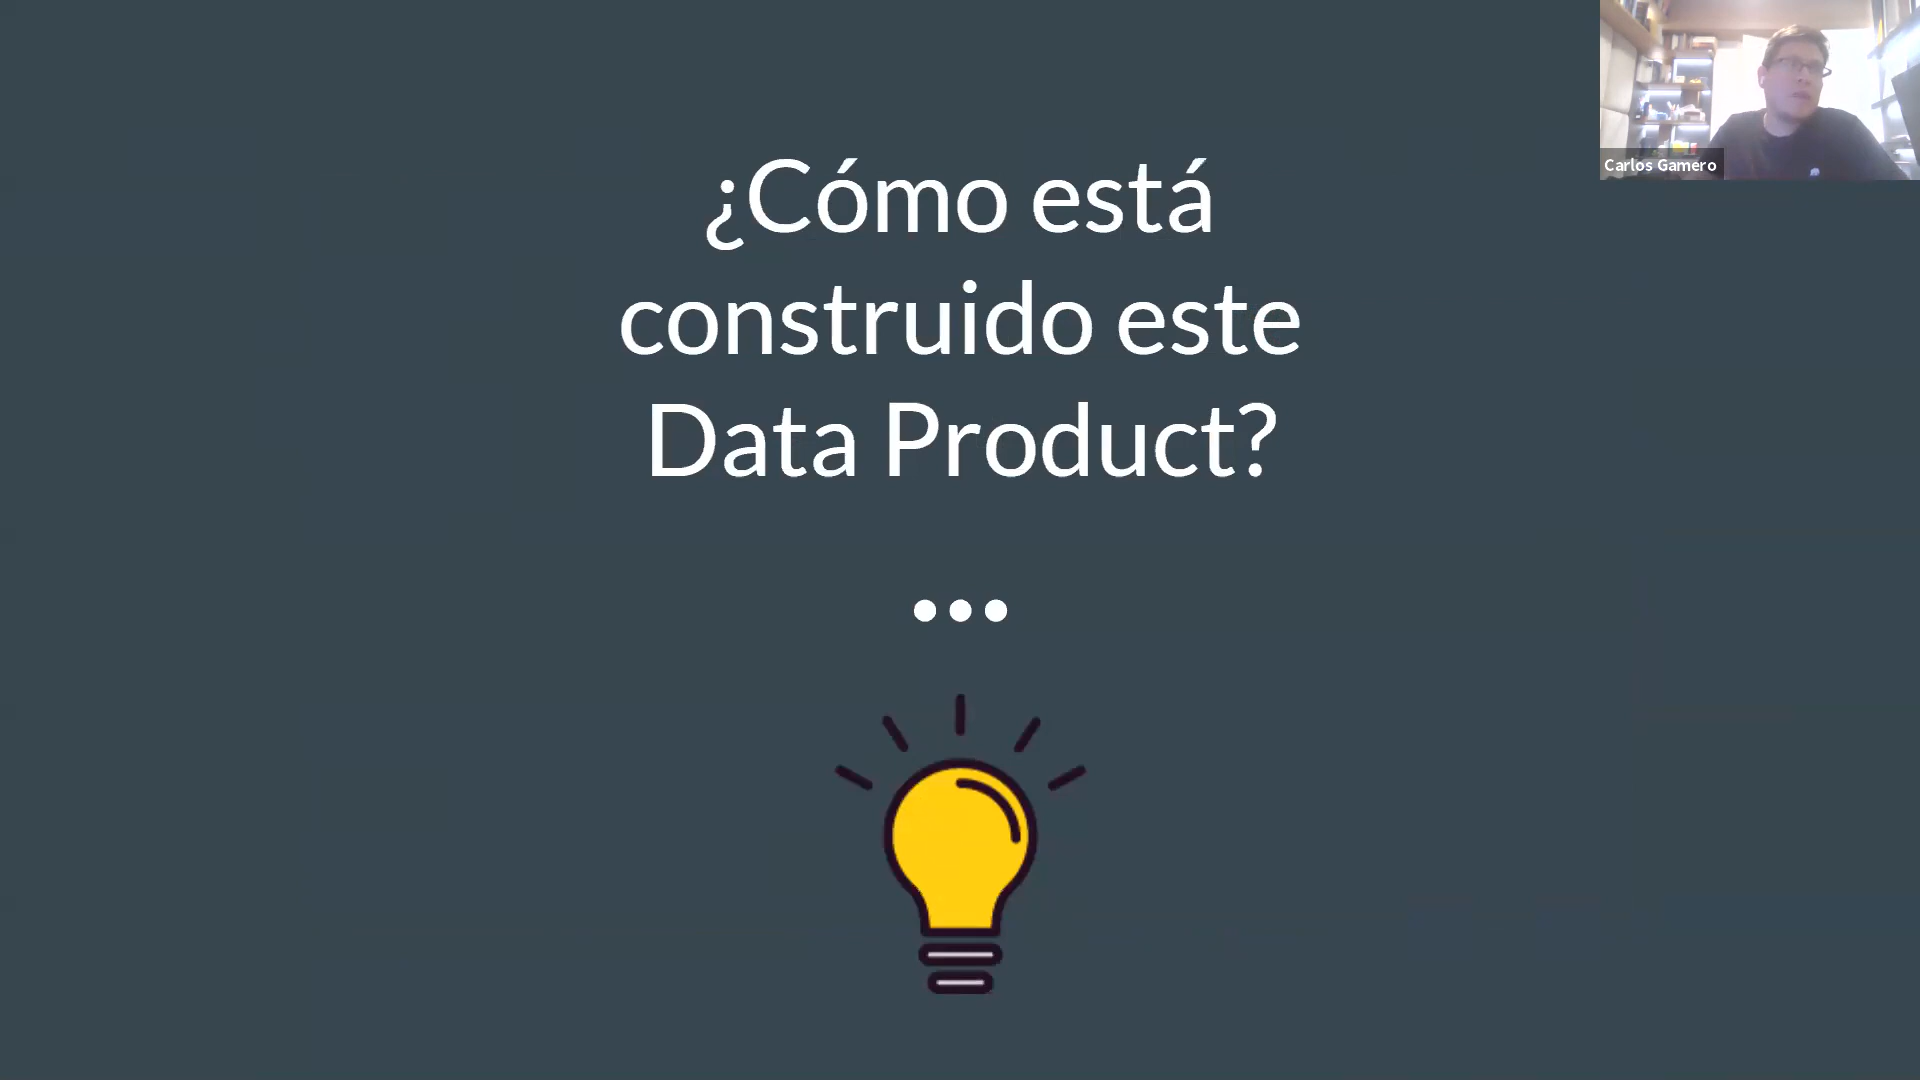 ¿Cómo está
construido este
Data Product?
Carlos Gamero